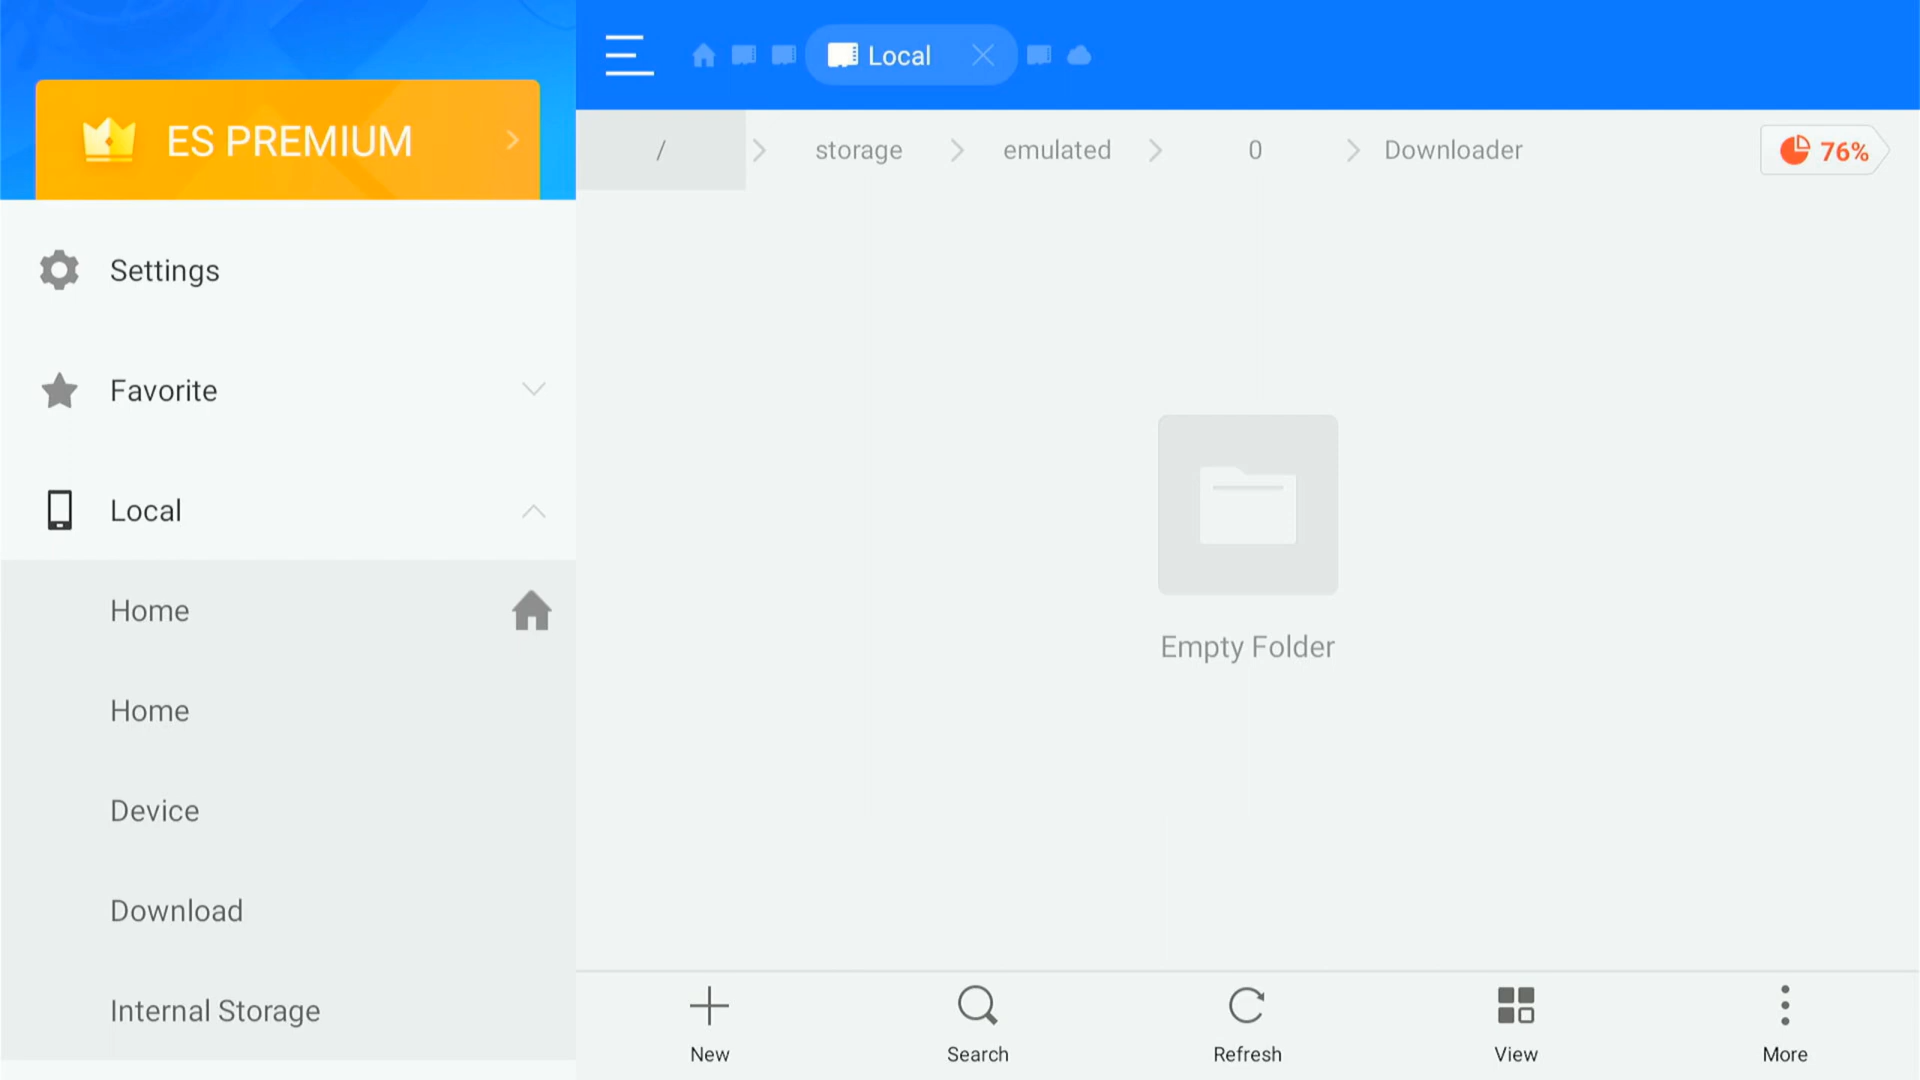 ES PREMIUM
Settings
Favorite
Local
Home
Home
Device
Download
Internal Storage
Local
/ storage emulated 0 Downloader
76%
Empty Folder
New Search Refresh View More